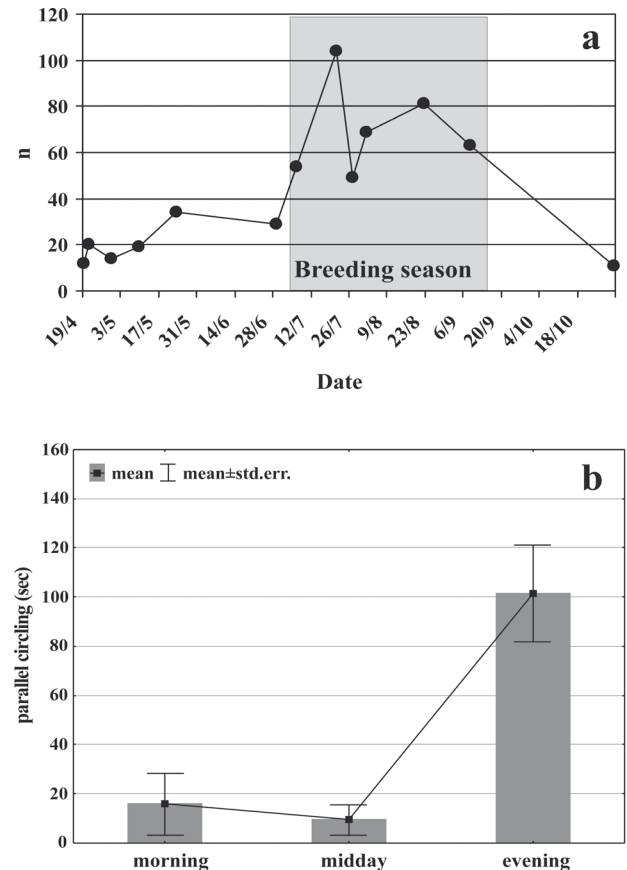 120
a
100
80
60
40
20
0
n
Breeding season
19/4 3/5 17/5 31/5 14/6 28/6 12/7 26/7 9/8 23/8 6/9 20/9 4/10 18/10
Date
160
mean mean±std.err.
b
140
120
100
80
60
40
20
0
parallel circling (sec)
morning midday evening